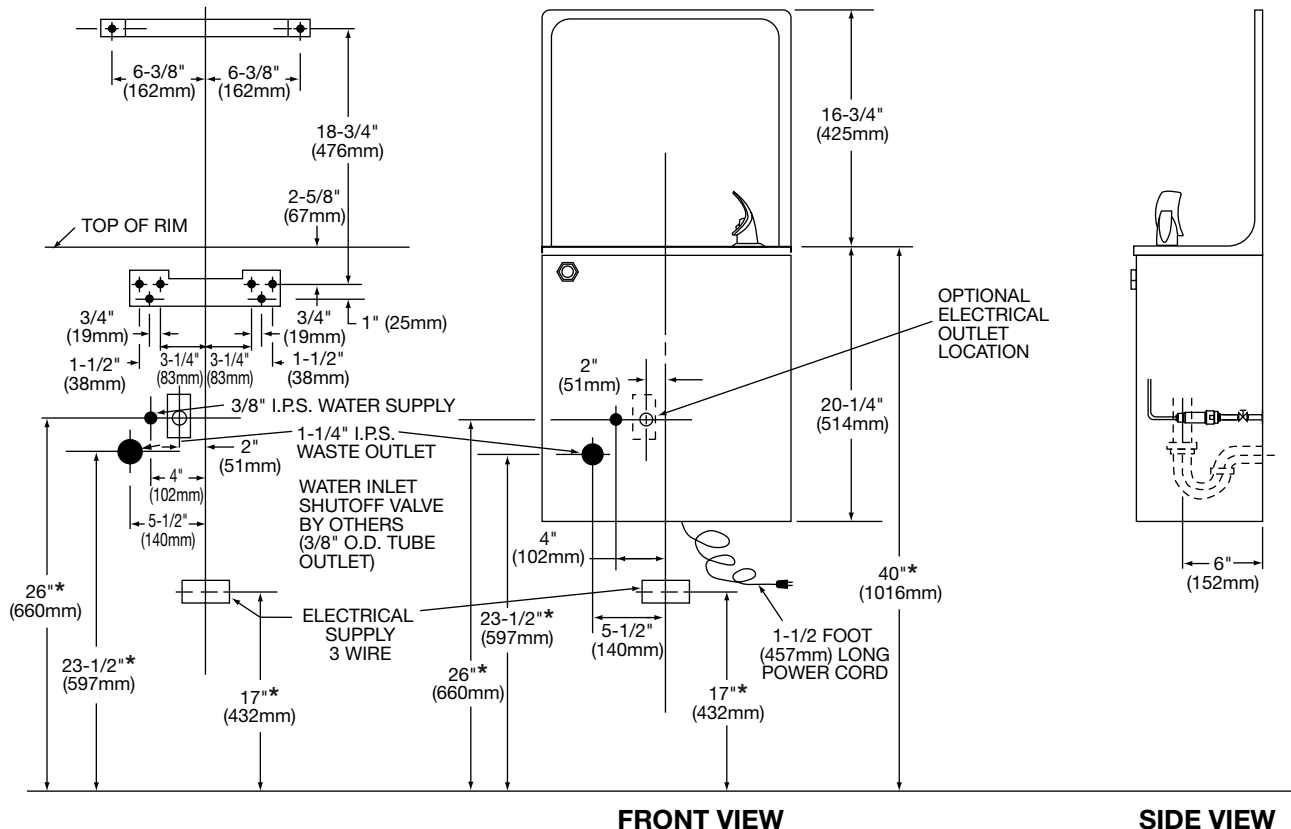 6-3/8"
(162mm)
6-3/8"
(162mm)
18-3/4"
(476mm)
2-5/8"
(67mm)
TOP OF RIM
3/4"
(19mm)
3/4"
(19mm)
1" (25mm)
1-1/2"
(38mm)
3-1/4"
(83mm)
3-1/4"
(83mm)
1-1/2"
(38mm)
3/8" I.P.S. WATER SUPPLY
1-1/4" I.P.S.
WASTE OUTLET
2"
(51mm)
4"
(102mm)
5-1/2"
(140mm)
WATER INLET
SHUTOFF VALVE
BY OTHERS
(3/8" O.D. TUBE
OUTLET)
26"*
(660mm)
23-1/2"*
(597mm)
17"*
(432mm)
ELECTRICAL
SUPPLY
3 WIRE
16-3/4"
(425mm)
OPTIONAL
ELECTRICAL
OUTLET
LOCATION
2"
(51mm)
20-1/4"
(514mm)
4"
(102mm)
40"*
(1016mm)
23-1/2"*
(597mm)
5-1/2"
(140mm)
1-1/2 FOOT
(457mm) LONG
POWER CORD
26"*
(660mm)
17"*
(432mm)
6"
(152mm)
FRONT VIEW
SIDE VIEW